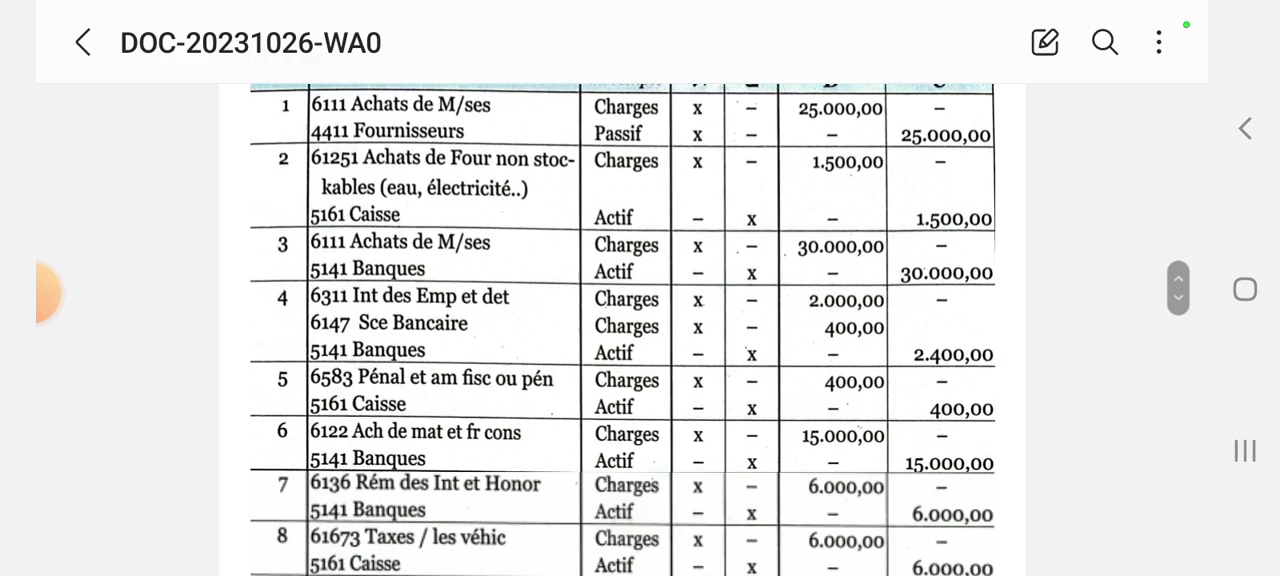 DOC-20231026-WA0
1 6111 Achats de M/ses Charges x - 25.000,00 -
4411 Fournisseurs Passif x - - 25.000,00
2 61251 Achats de Four non stoc- Charges x - 1.500,00 -
kables (eau, électricité..)
5161 Caisse Actif - x - 1.500,00
3 6111 Achats de M/ses Charges x - 30.000,00 -
5141 Banques Actif - x - 30.000,00
4 6311 Int des Emp et det Charges x - 2.000,00 -
6147 Sce Bancaire Charges x - 400,00
5141 Banques Actif - x - 2.400,00
5 6583 Pénal et am fisc ou pén Charges x - 400,00 -
5161 Caisse Actif - x - 400,00
6 6122 Ach de mat et fr cons Charges x - 15.000,00 -
5141 Banques Actif - x - 15.000,00
7 6136 Rém des Int et Honor Charges x - 6.000,00 -
5141 Banques Actif - x - 6.000,00
8 61673 Taxes / les véhic Charges x - 6.000,00 -
5161 Caisse Actif - x - 6.000,00